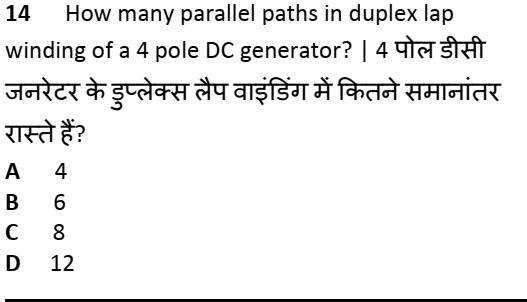 14 How many parallel paths in duplex lap
winding of a 4 pole DC generator? | 4 पोल डीसी
जनरेटर के डुप्लेक्स लैप वाइंडिंग में कितने समानांतर
रास्ते हैं?
A 4
B 6
C 8
D 12